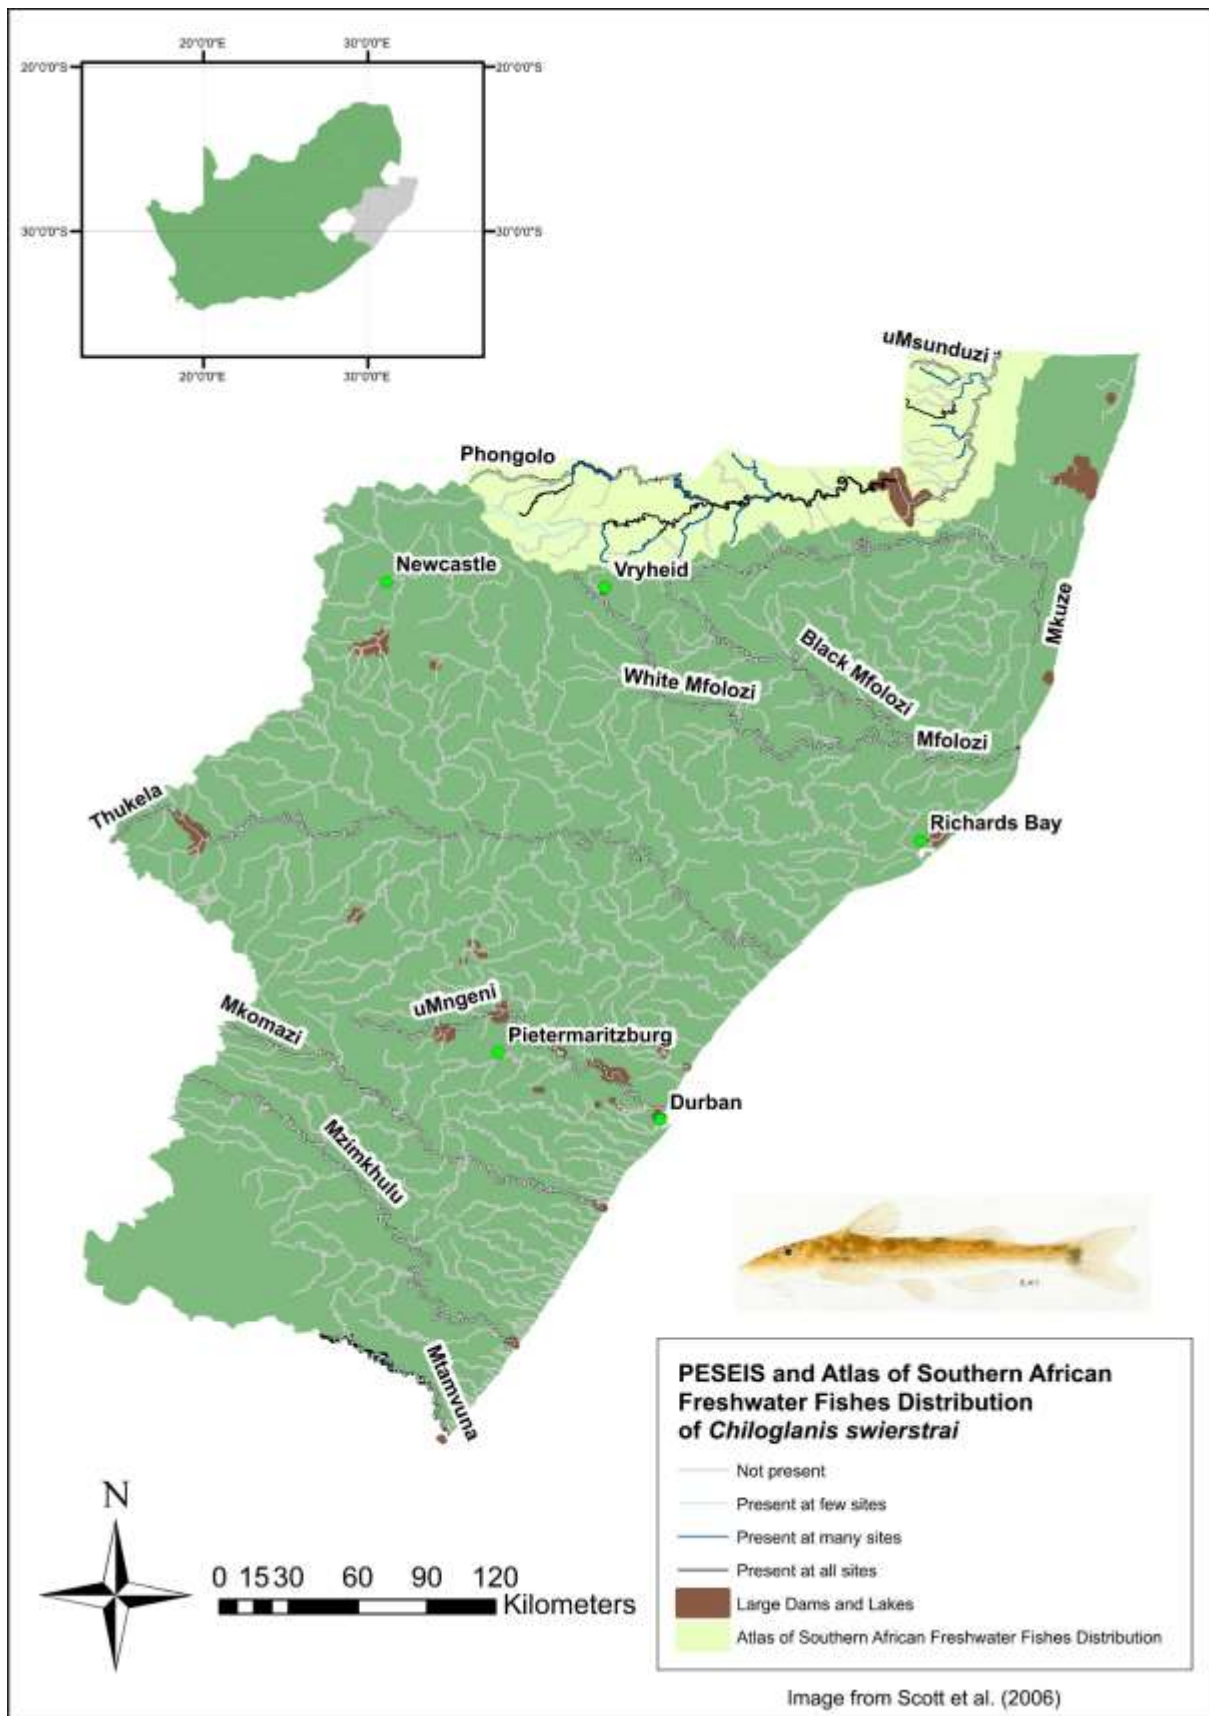 20°0'0"E 30°0'0"E
20°0'0"S 20°0'0"S
30°0'0"S 30°0'0"S
20°0'0"E 30°0'0"E
uMsunduzi
Phongolo
Newcastle
Vryheid
Mkuze
Black Mfolozi
White Mfolozi
Mfolozi
Thukela
Richards Bay
uMngeni
Mkomazi
Pietermaritzburg
Durban
Mzimkhulu
Mtamvuna
PESEIS and Atlas of Southern African
Freshwater Fishes Distribution
of Chiloglanis swierstrai
Not present
Present at few sites
Present at many sites
Present at all sites
Large Dams and Lakes
Atlas of Southern African Freshwater Fishes Distribution
N
0 15 30 60 90 120
Kilometers
Image from Scott et al. (2006)